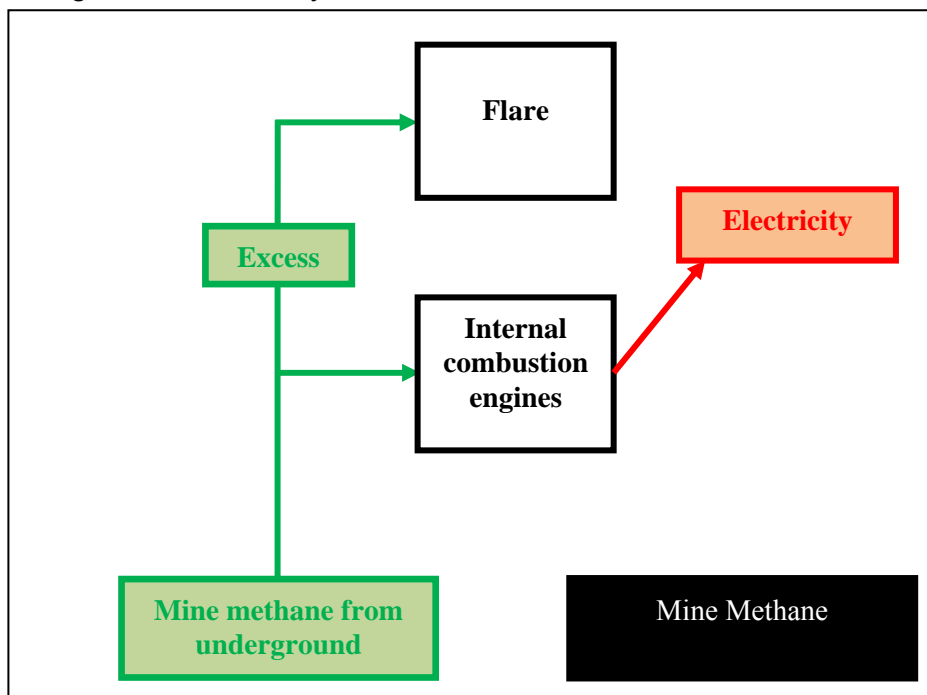 Flare
Electricity
Excess
Internal
combustion
engines
Mine methane from
underground
Mine Methane